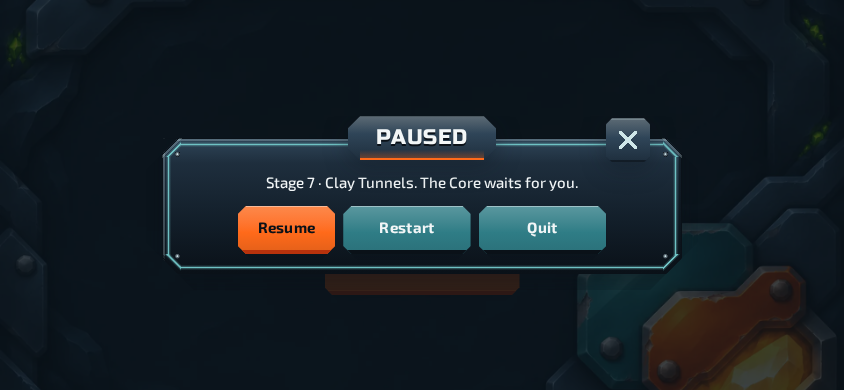 PAUSED
Stage 7 · Clay Tunnels. The Core waits for you.
Resume Restart Quit